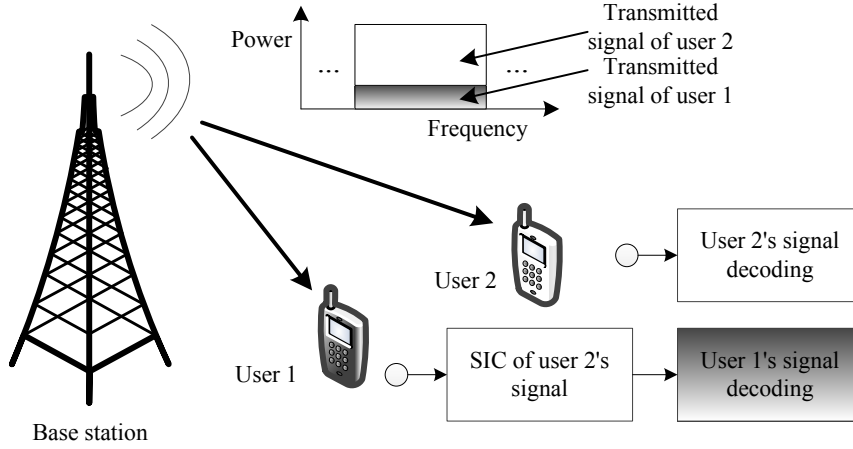 Power
Transmitted
signal of user 2
Transmitted
signal of user 1
...
...
Frequency
User 2
User 2's signal
decoding
User 1
SIC of user 2's
signal
User 1's signal
decoding
Base station